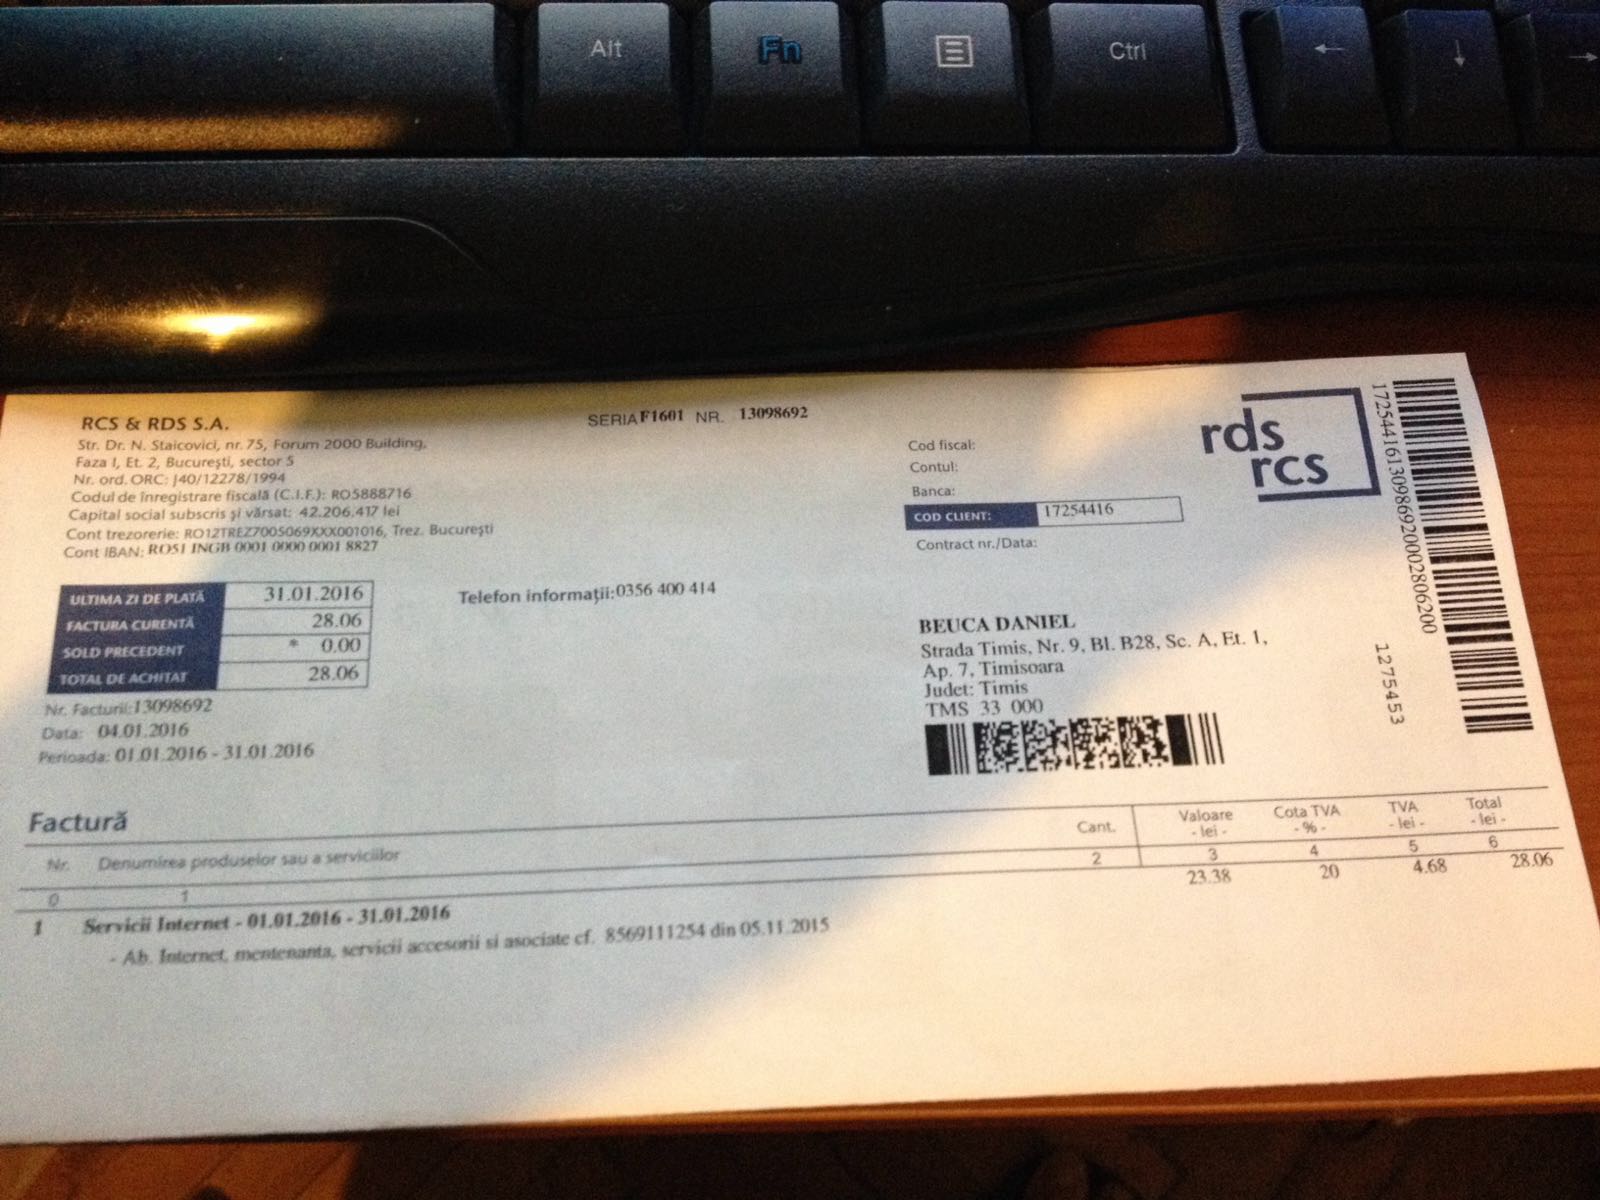 Alt
Fn
Ctrl
RCS & RDS S.A.
Str. Dr. N. Staicovici, nr. 75, Forum 2000 Building,
Faza I, Et. 2, Bucureşti, sector 5
Nr. ord. ORC: J40/12278/1994
Codul de înregistrare fiscală (C.I.F.): RO5888716
Capital social subscris şi vărsat: 42.206.417 lei
Cont trezorerie: RO12TREZ7005069XXX001016, Trez. Bucureşti
Cont IBAN: RO51 INGB 0001 0000 0001 8827
SERIA F1601 NR. 13098692
Cod fiscal:
Contul:
Banca:
COD CLIENT: 17254416
Contract nr./Data:
rds
rcs
17254416130986920002806200
1275453
ULTIMA ZI DE PLATĂ 31.01.2016
FACTURA CURENTĂ 28.06
SOLD PRECEDENT * 0.00
TOTAL DE ACHITAT 28.06
Telefon informaţii:0356 400 414
Nr. Facturii:13098692
Data: 04.01.2016
Perioada: 01.01.2016 - 31.01.2016
BEUCA DANIEL
Strada Timis, Nr. 9, Bl. B28, Sc. A, Et. 1,
Ap. 7, Timisoara
Judet: Timis
TMS 33 000
Factură
Nr. Denumirea produselor sau a serviciilor Cant. Valoare - lei - Cota TVA - % - TVA - lei - Total - lei -
0 1 2 3 4 5 6
1 Servicii Internet - 01.01.2016 - 31.01.2016 23.38 20 4.68 28.06
- Ab. Internet, mentenanta, servicii accesorii si asociate cf. 8569111254 din 05.11.2015